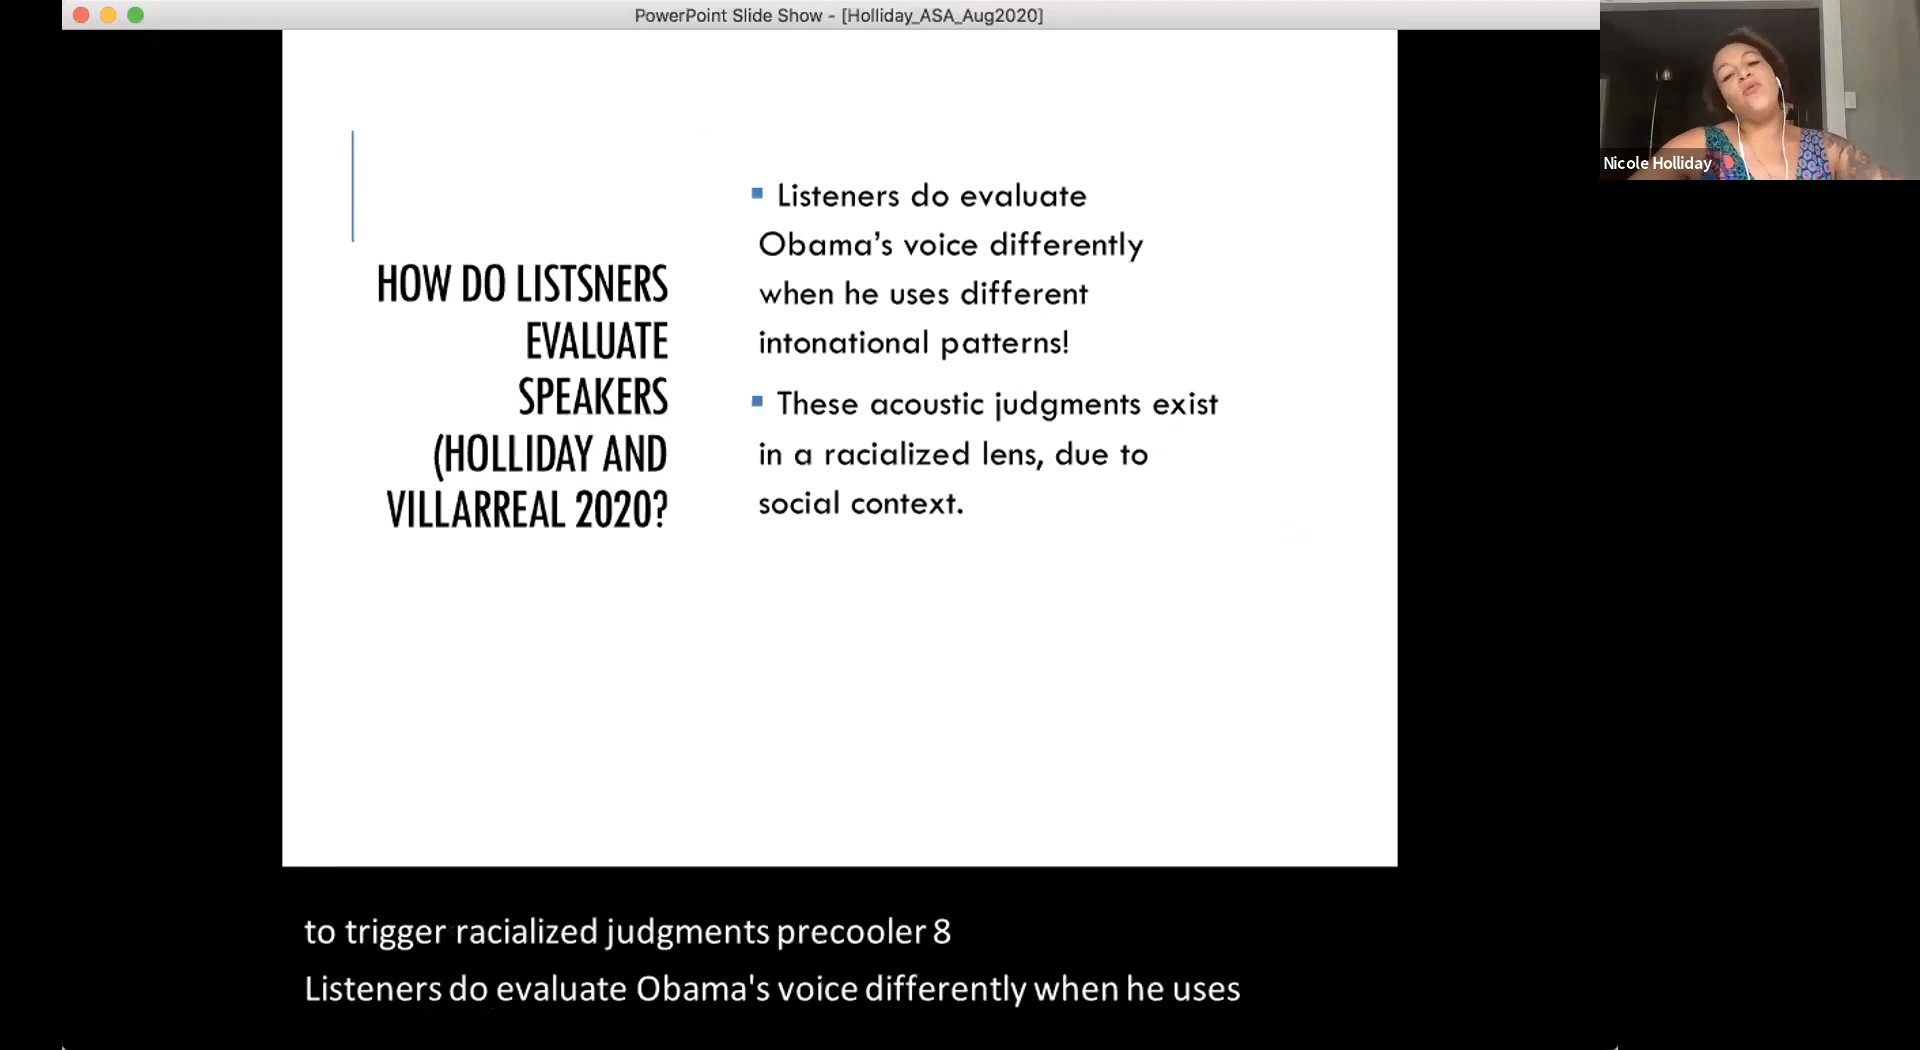 PowerPoint Slide Show - [Holliday_ASA_Aug2020]
Nicole Holliday
HOW DO LISTSNERS
EVALUATE
SPEAKERS
(HOLLIDAY AND
VILLARREAL 2020?
Listeners do evaluate
Obama’s voice differently
when he uses different
intonational patterns!
These acoustic judgments exist
in a racialized lens, due to
social context.
to trigger racialized judgments precooler 8
Listeners do evaluate Obama's voice differently when he uses